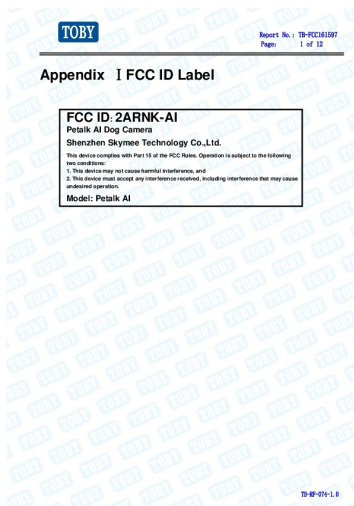 TOBY
Report No.: TB-FCC161597
Page: 1 of 12
Appendix Ⅰ FCC ID Label
FCC ID: 2ARNK-AI
Petalk AI Dog Camera
Shenzhen Skymee Technology Co.,Ltd.
This device complies with Part 15 of the FCC Rules. Operation is subject to the following
two conditions:
1. This device may not cause harmful interference, and
2. This device must accept any interference received, including interference that may cause
undesired operation.
Model: Petalk AI
TB-RF-074-1.0